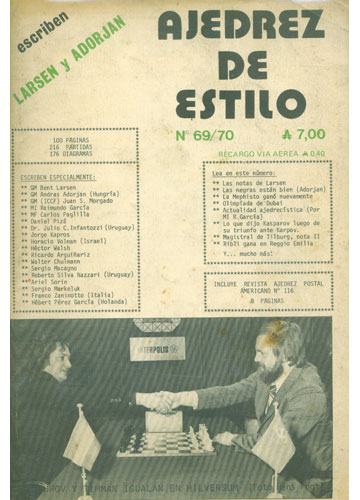 escriben
LARSEN y ADORJAN
AJEDREZ
DE
ESTILO
Nº 69/70 ₳ 7,00
RECARGO VIA AEREA ₳ 0,40
100 PAGINAS
216 PARTIDAS
176 DIAGRAMAS
ESCRIBEN ESPECIALMENTE:
** GM Bent Larsen
** GM Andras Adorjan (Hungría)
** GM (ICCF) Juan S. Morgado
** MI Raimundo García
** MF Carlos Paglilla
** Daniel Pizá
** Dr. Julio C.Infantozzi (Uruguay)
** Jorge Kapros
** Horacio Volman (Israel)
** Héctor Walsh
** Ricardo Arguiñariz
** Walter Chulmann
** Sergio Macagno
** Roberto Silva Nazzari (Uruguay)
** Ariel Sorin
** Sergio Markeluk
** Franco Zaninotto (Italia)
** Hébert Pérez García (Holanda)
Lea en este número:
** Las notas de Larsen
** Las negras están bien (Adorjan)
** La Mephisto ganó nuevamente
** Olimpíada de Dubai
** Actualidad ajedrecística (Por MI R.García)
** Lo que dijo Kasparov luego de su triunfo ante Karpov.
** Magistral de Tilburg, nota II
** Ribli gana en Reggio Emilia
Y... mucho más!
INCLUYE REVISTA AJEDREZ POSTAL
AMERICANO Nº 116
8 PAGINAS
INTERPOLIS
Y TIMMAN IGUALAN EN HILVERSUM